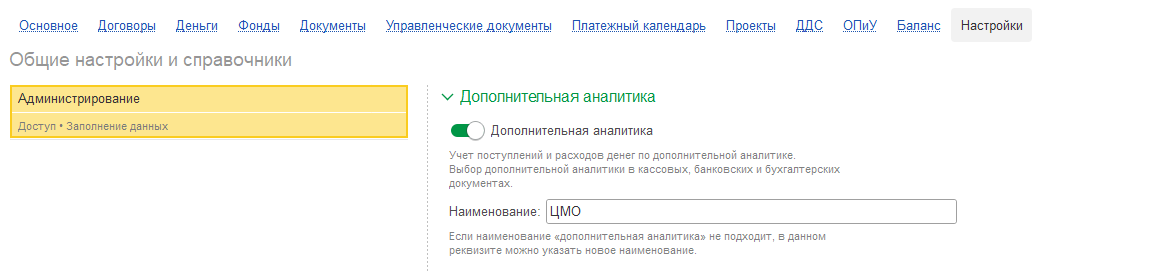 Основное Договоры Деньги Фонды Документы Управленческие документы Платежный календарь Проекты ДДС ОПиУ Баланс Настройки
Общие настройки и справочники
Администрирование
Доступ • Заполнение данных
Дополнительная аналитика
Дополнительная аналитика
Учет поступлений и расходов денег по дополнительной аналитике.
Выбор дополнительной аналитики в кассовых, банковских и бухгалтерских
документах.
Наименование: ЦМО
Если наименование «дополнительная аналитика» не подходит, в данном
реквизите можно указать новое наименование.